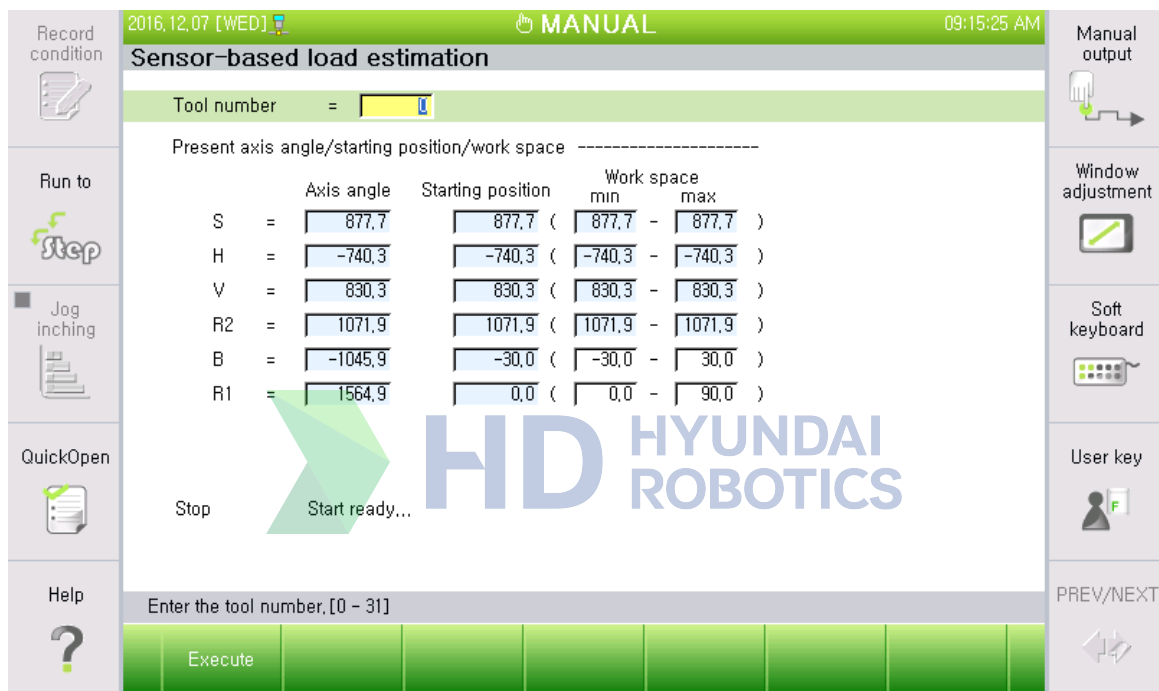 2016,12,07 [WED] MANUAL 09:15:25 AM
Sensor-based load estimation
Record condition
Run to
Step
Jog inching
QuickOpen
Help
Tool number = 0
Present axis angle/starting position/work space ---------------------
Axis angle Starting position Work space
min max
S = 877,7 877,7 ( 877,7 - 877,7 )
H = -740,3 -740,3 ( -740,3 - -740,3 )
V = 830,3 830,3 ( 830,3 - 830,3 )
R2 = 1071,9 1071,9 ( 1071,9 - 1071,9 )
B = -1045,9 -30,0 ( -30,0 - 30,0 )
R1 = 1564,9 0,0 ( 0,0 - 90,0 )
HD HYUNDAI
ROBOTICS
Stop Start ready,,,
Enter the tool number, [0 - 31]
Execute
Manual output
Window adjustment
Soft keyboard
User key
F
PREV/NEXT